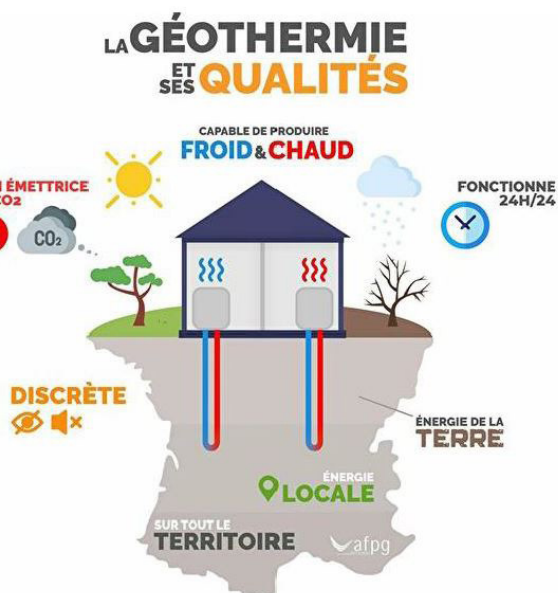 LA GÉOTHERMIE
ET SES QUALITÉS
CAPABLE DE PRODUIRE
FROID & CHAUD
ÉMETTRICE
CO2
FONCTIONNE
24H/24
DISCRÈTE
ÉNERGIE DE LA
TERRE
ÉNERGIE
LOCALE
SUR TOUT LE
TERRITOIRE
afpg